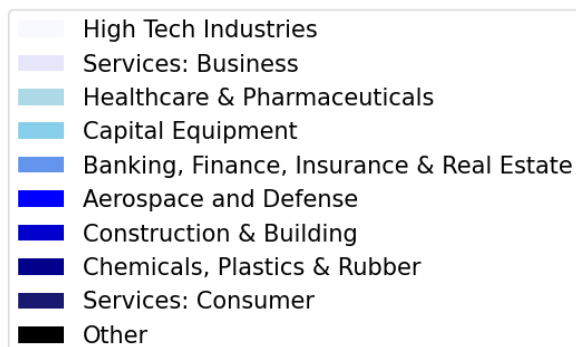 High Tech Industries
Services: Business
Healthcare & Pharmaceuticals
Capital Equipment
Banking, Finance, Insurance & Real Estate
Aerospace and Defense
Construction & Building
Chemicals, Plastics & Rubber
Services: Consumer
Other